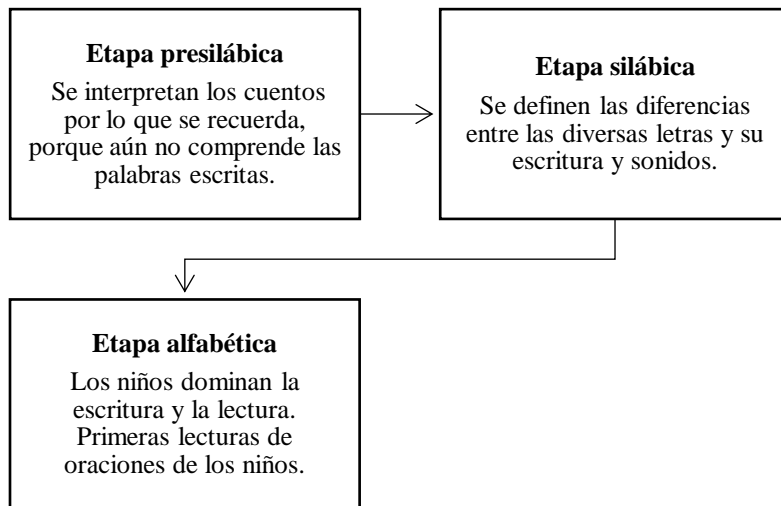 Etapa presilábica
Se interpretan los cuentos
por lo que se recuerda,
porque aún no comprende las
palabras escritas.
Etapa silábica
Se definen las diferencias
entre las diversas letras y su
escritura y sonidos.
Etapa alfabética
Los niños dominan la
escritura y la lectura.
Primeras lecturas de
oraciones de los niños.